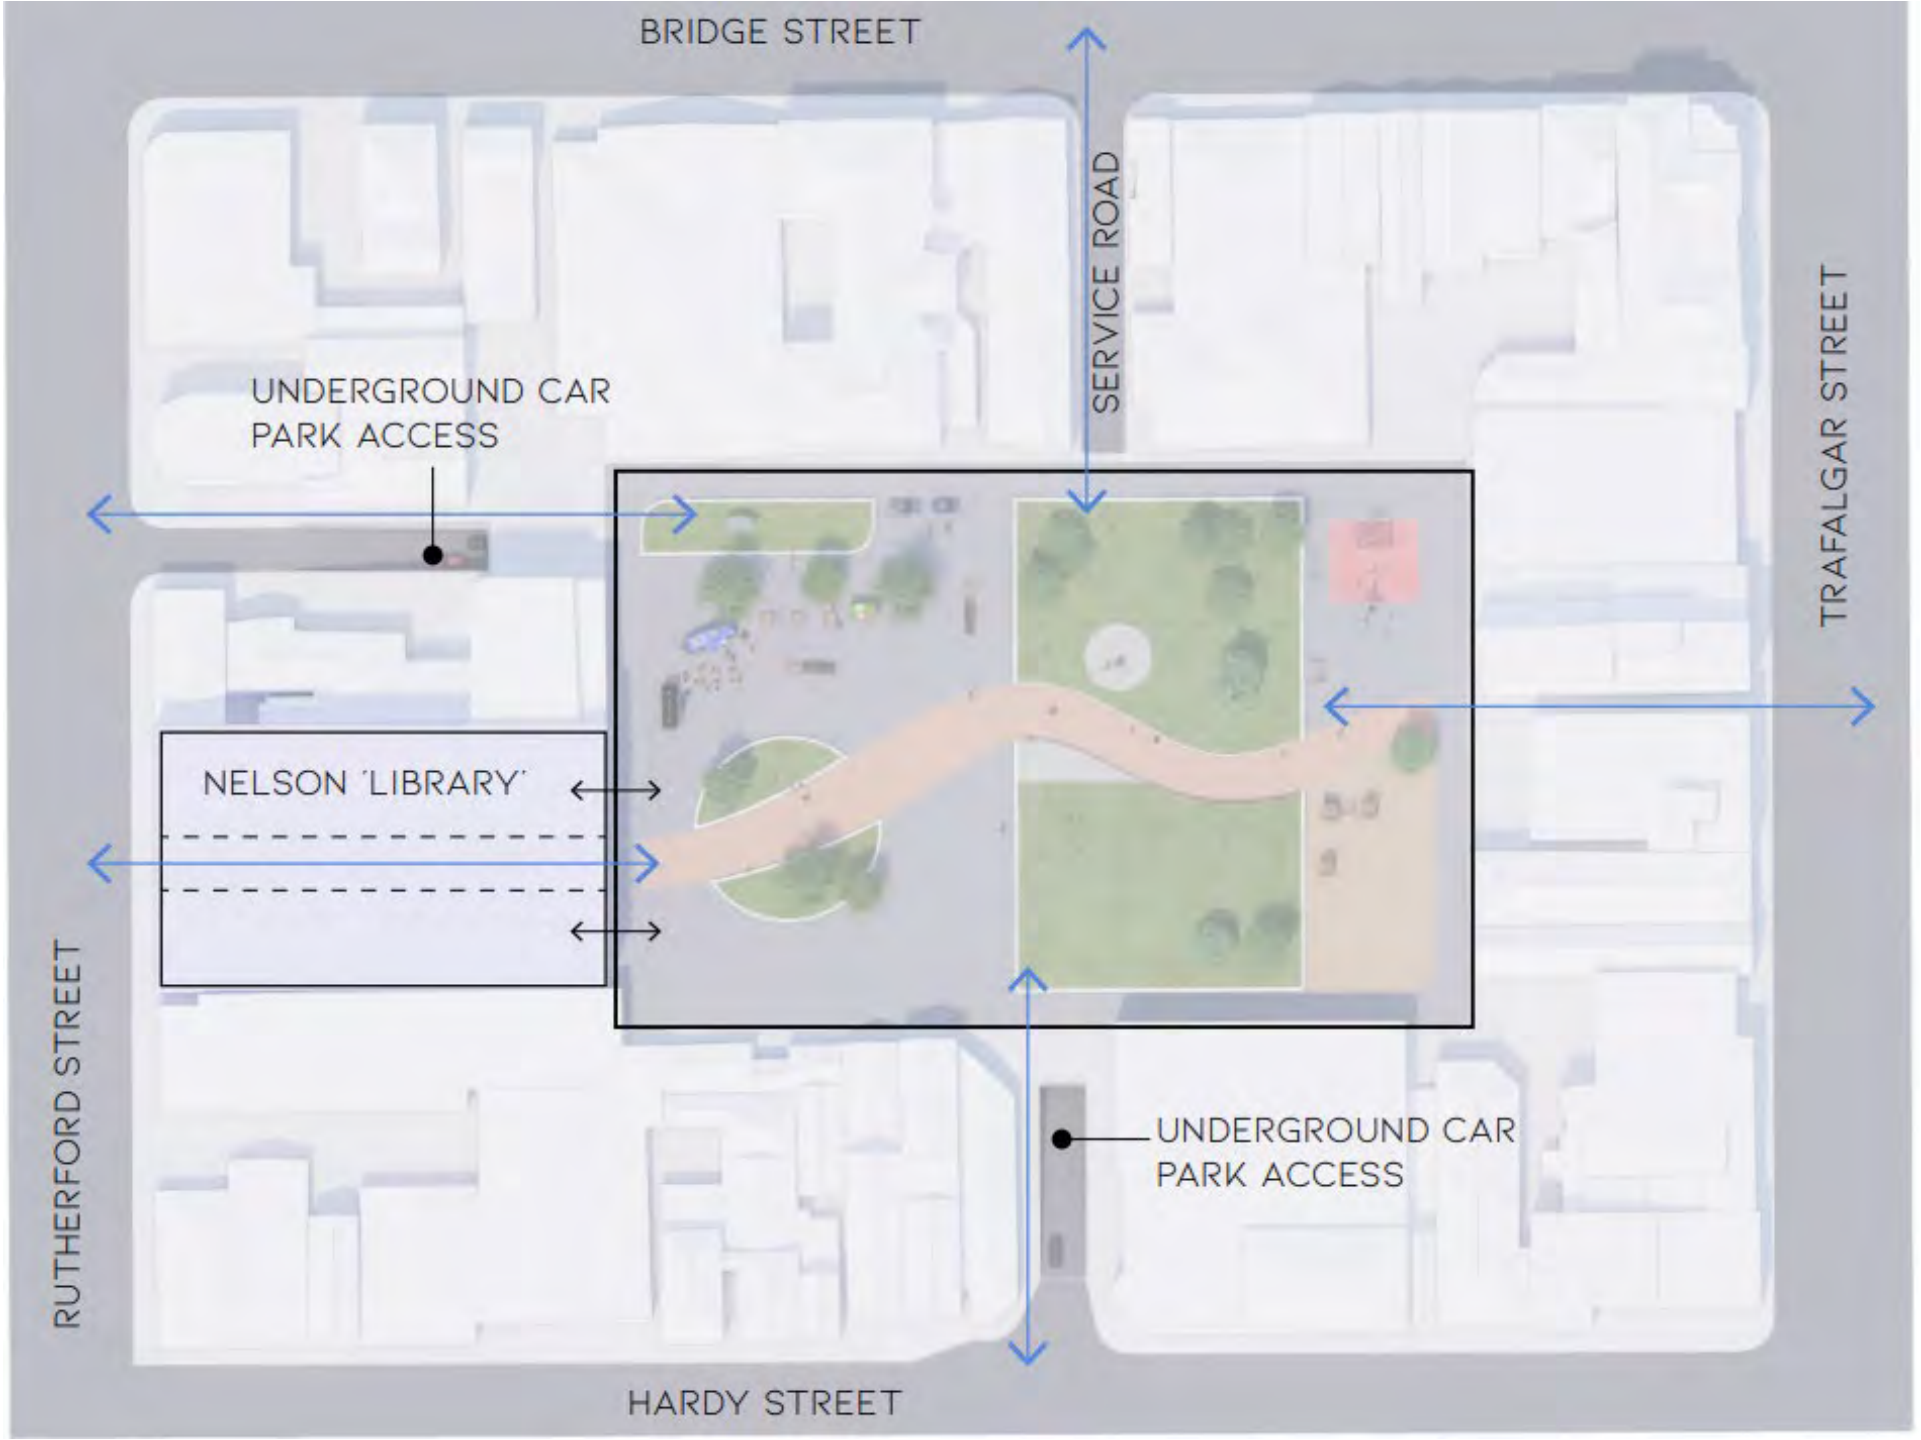 BRIDGE STREET
SERVICE ROAD
UNDERGROUND CAR
PARK ACCESS
TRAFALGAR STREET
NELSON 'LIBRARY'
RUTHERFORD STREET
UNDERGROUND CAR
PARK ACCESS
HARDY STREET